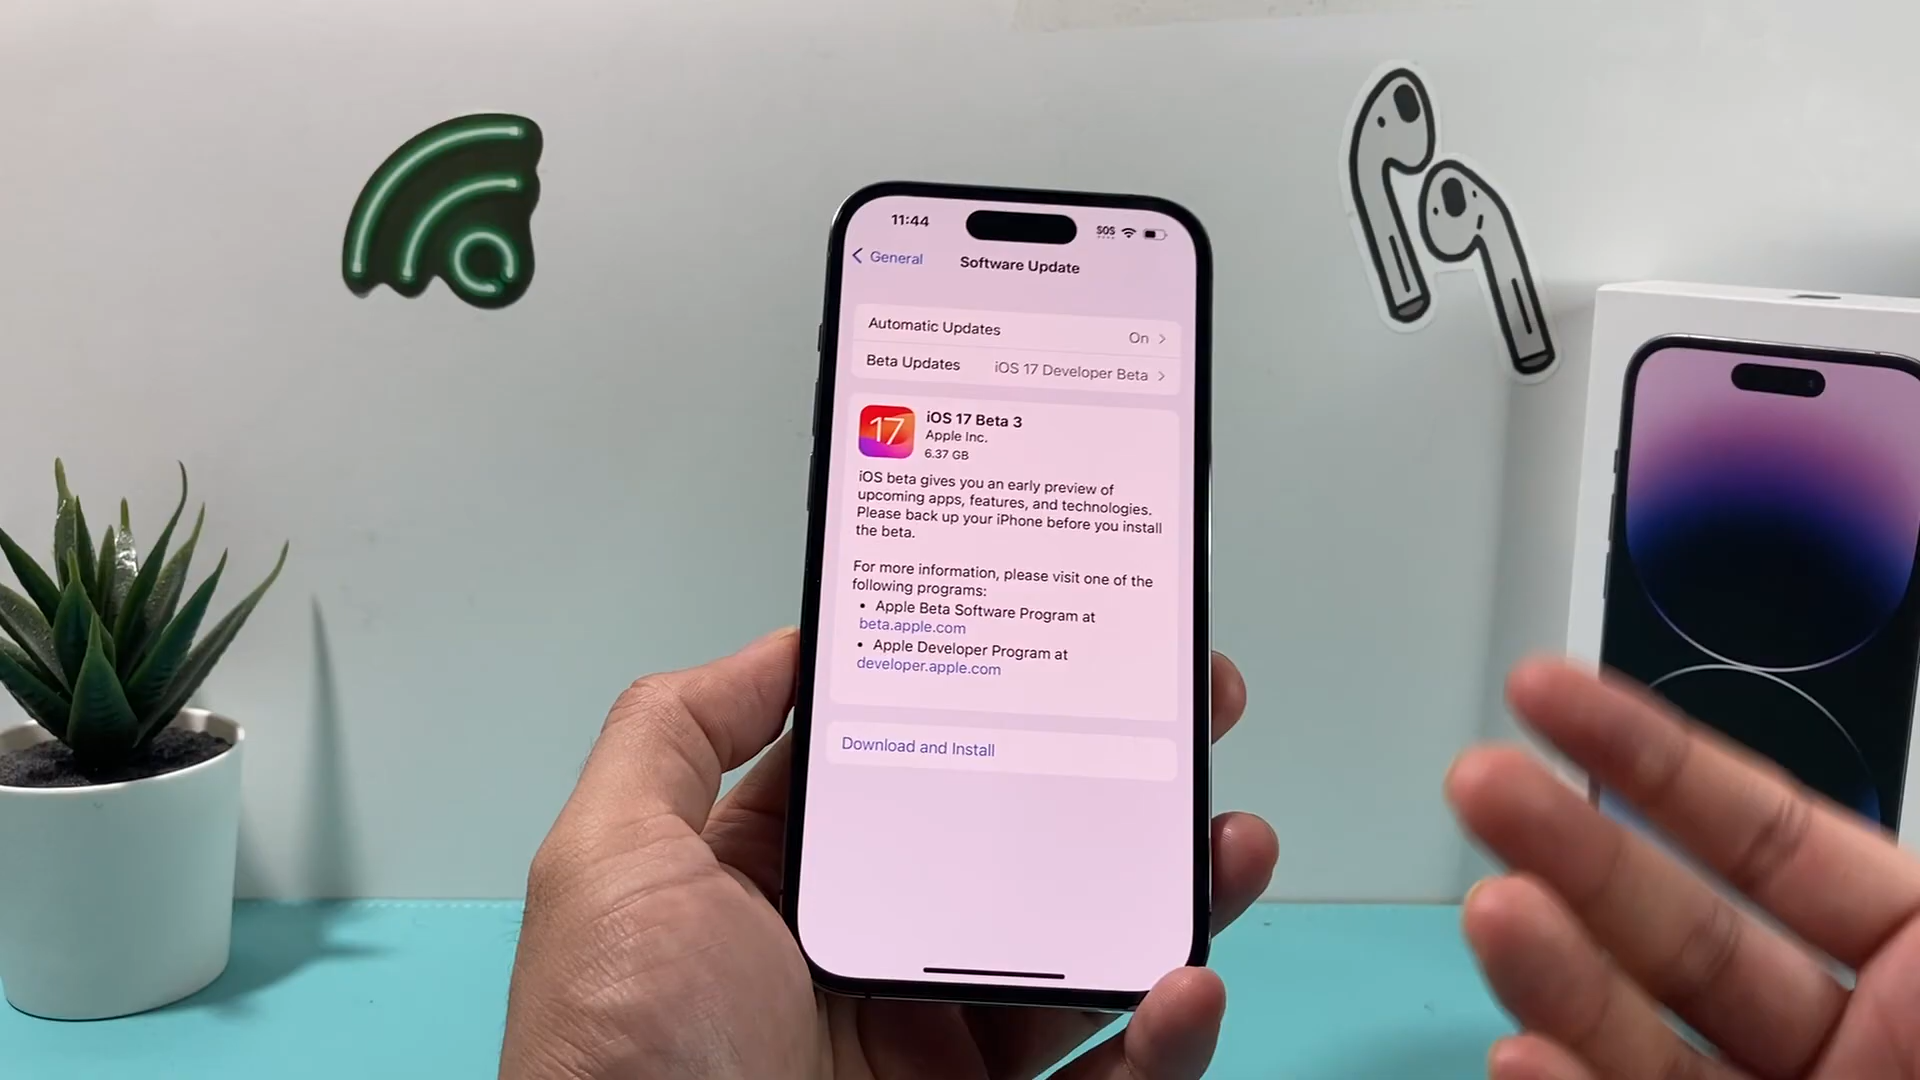 11:44
SOS
General
Software Update
Automatic Updates
On
Beta Updates
iOS 17 Developer Beta
17
iOS 17 Beta 3
Apple Inc.
6.37 GB
iOS beta gives you an early preview of
upcoming apps, features, and technologies.
Please back up your iPhone before you install
the beta.
For more information, please visit one of the
following programs:
• Apple Beta Software Program at
beta.apple.com
• Apple Developer Program at
developer.apple.com
Download and Install